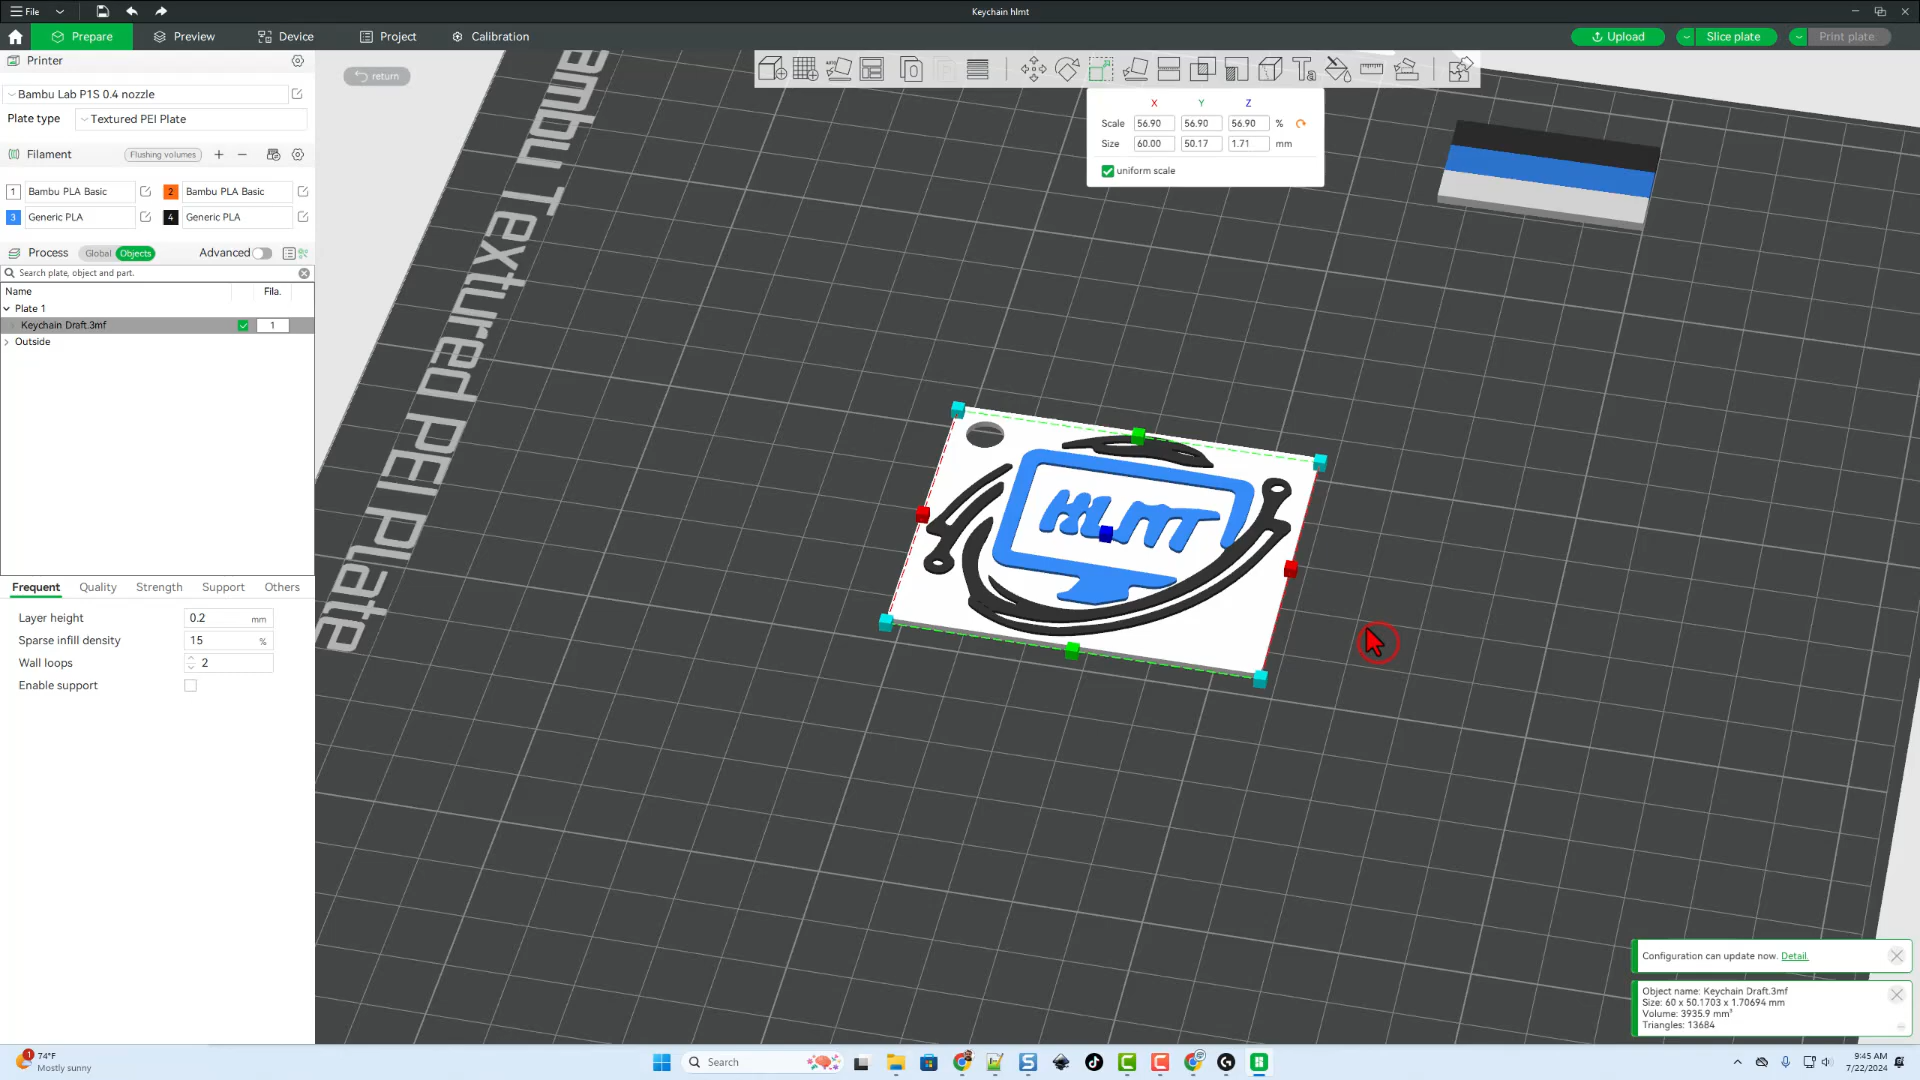 File
Keychain hlmt
Prepare
Preview
Device
Project
Calibration
Upload
Slice plate
Print plate
Printer
Bambu Lab P1S 0.4 nozzle
Plate type
Textured PEI Plate
Filament
Flushing volumes
1 Bambu PLA Basic
2 Bambu PLA Basic
3 Generic PLA
4 Generic PLA
Process
Global
Objects
Advanced
Search plate, object and part.
Name
Fila.
Plate 1
Keychain Draft.3mf
1
Outside
Frequent
Quality
Strength
Support
Others
Layer height
0.2 mm
Sparse infill density
15 %
Wall loops
2
Enable support
return
X Y Z
Scale 56.90 56.90 56.90 %
Size 60.00 50.17 1.71 mm
uniform scale
ambu Textured PEI Plate
HLMT
Configuration can update now. Detail.
Object name: Keychain Draft.3mf
Size: 60 x 50.1703 x 1.70694 mm
Volume: 3935.9 mm³
Triangles: 13684
1
74°F
Mostly sunny
Search
9:45 AM
7/22/2024